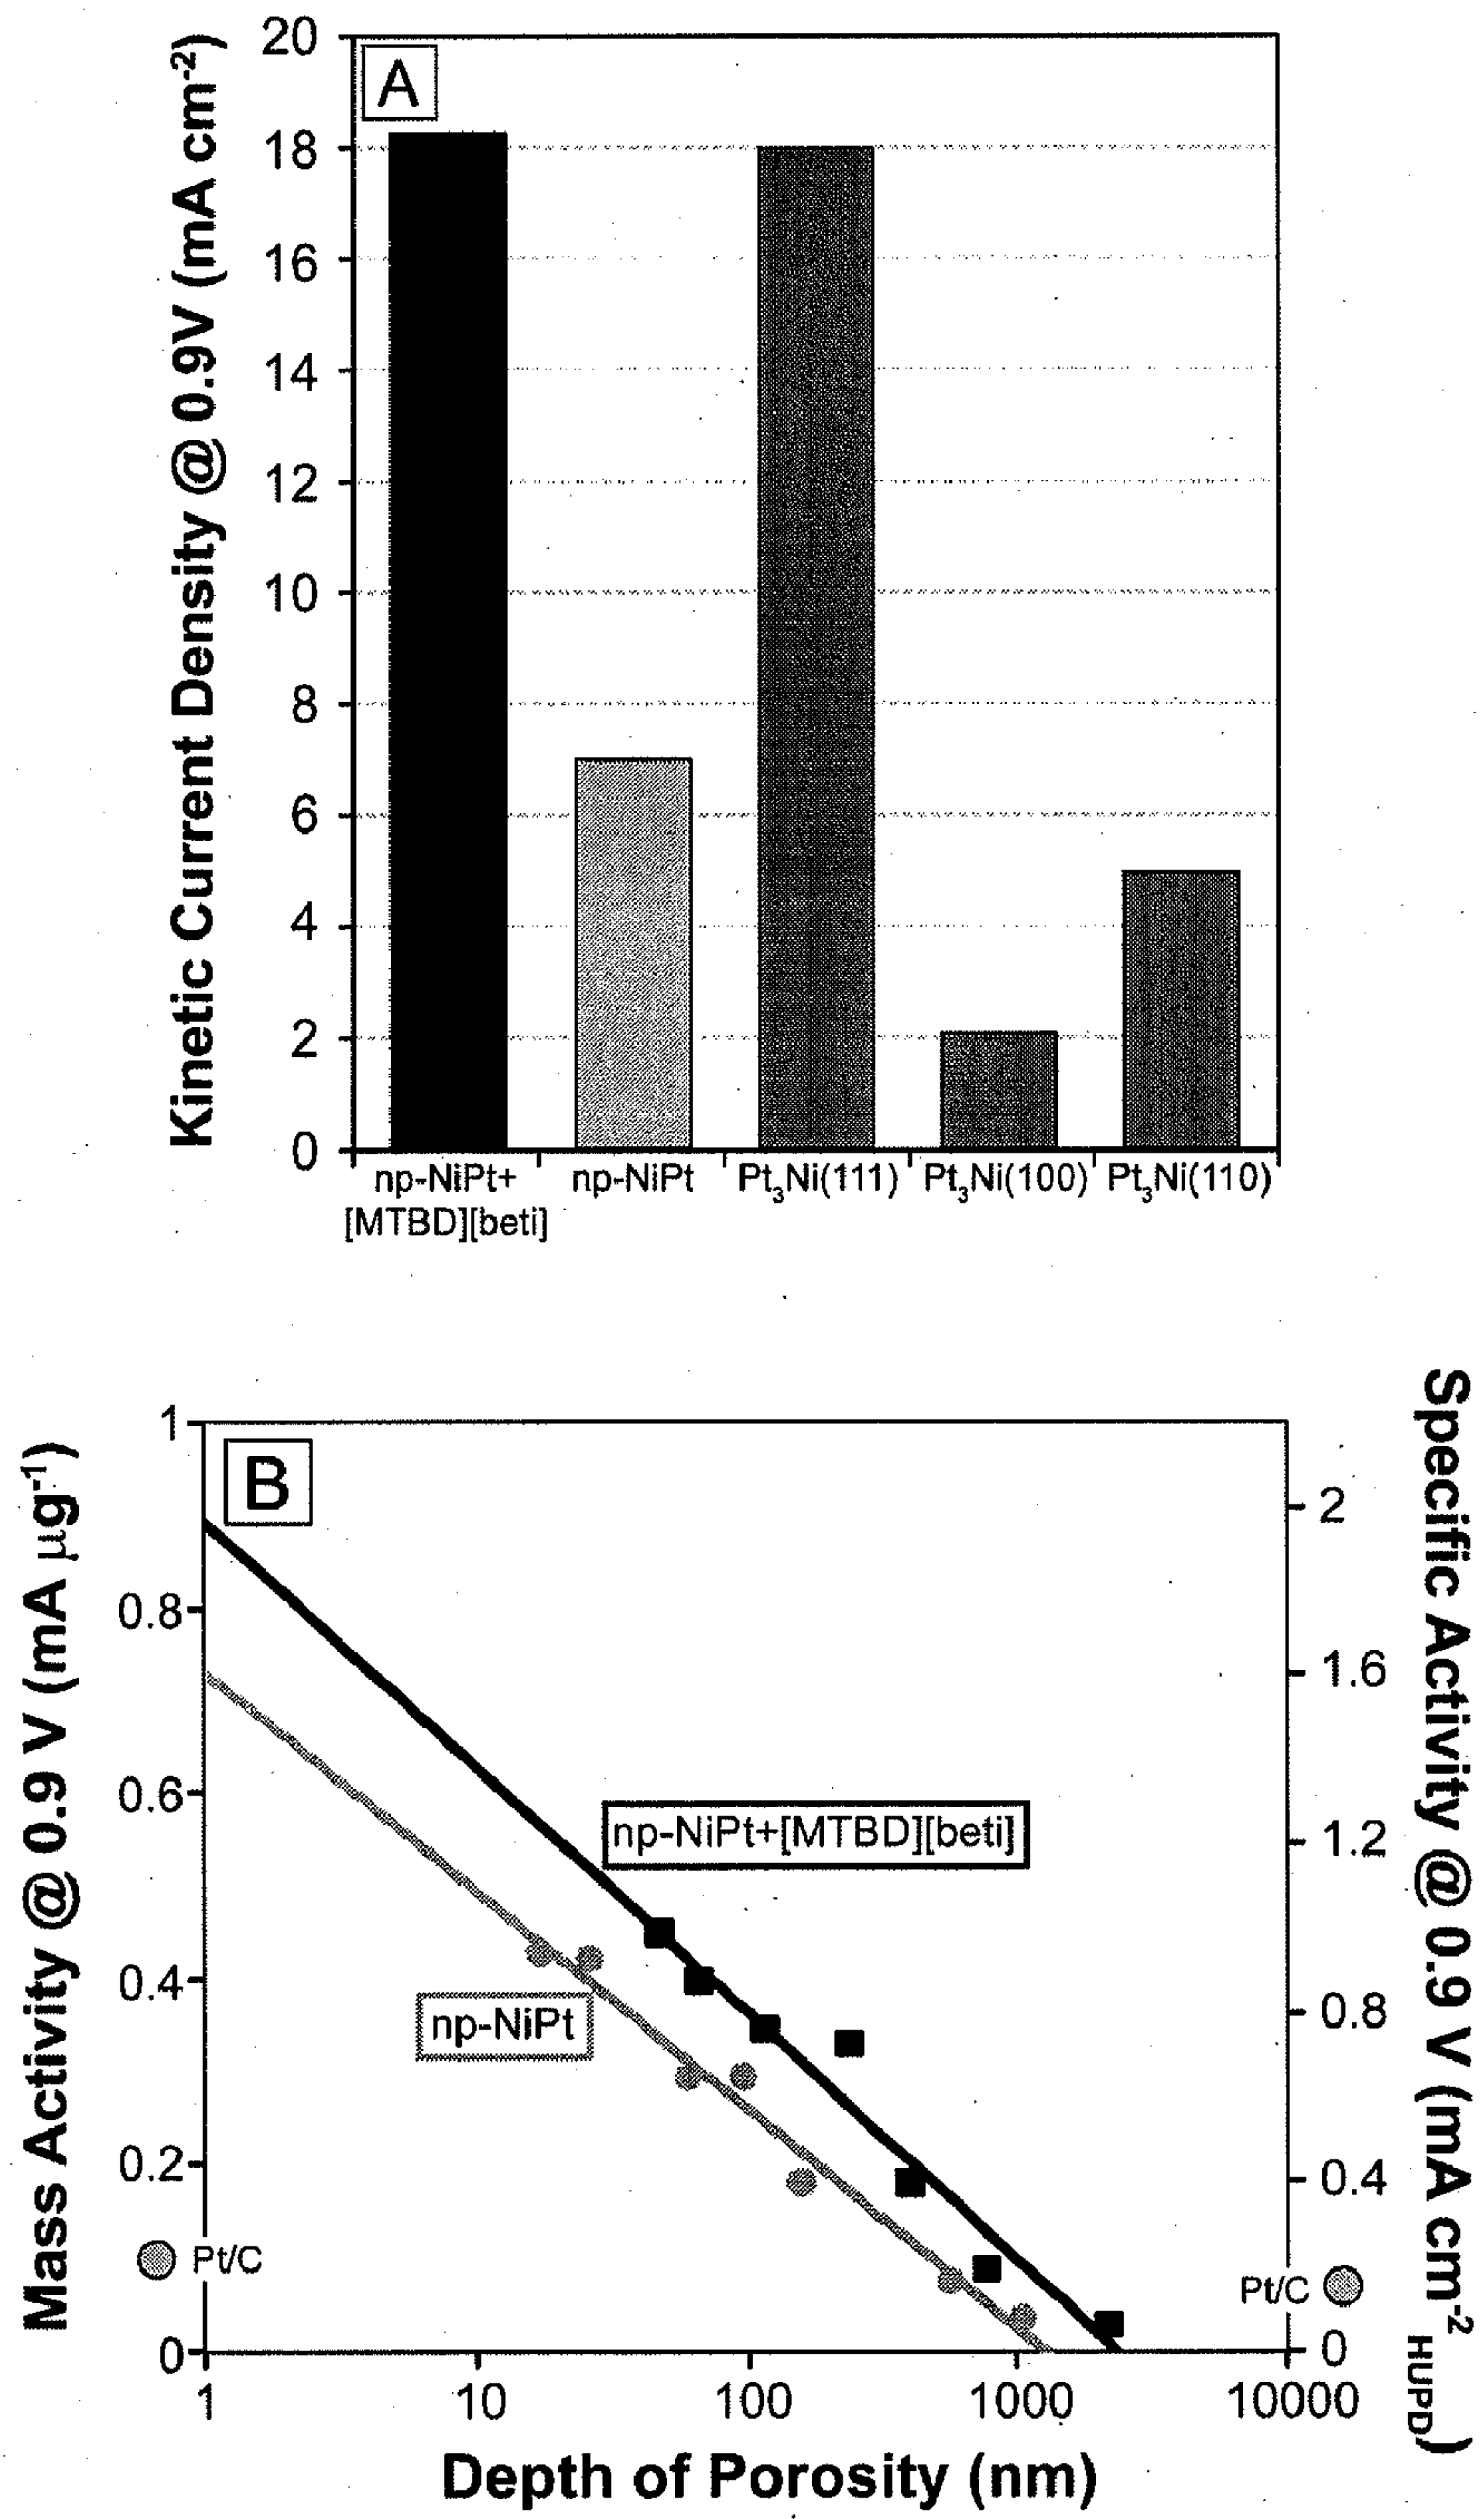 A
Kinetic Current Density @ 0.9V (mA cm⁻²)
20
18
16
14
12
10
8
6
4
2
0
np-NiPt+
[MTBD][beti]
np-NiPt
Pt₃Ni(111)
Pt₃Ni(100)
Pt₃Ni(110)
B
Mass Activity @ 0.9 V (mA µg⁻¹)
1
0.8
0.6
0.4
0.2
0
Pt/C
np-NiPt+[MTBD][beti]
np-NiPt
Specific Activity @ 0.9 V (mA cm⁻²HUPD)
2
1.6
1.2
0.8
0.4
0
Pt/C
1
10
100
1000
10000
Depth of Porosity (nm)